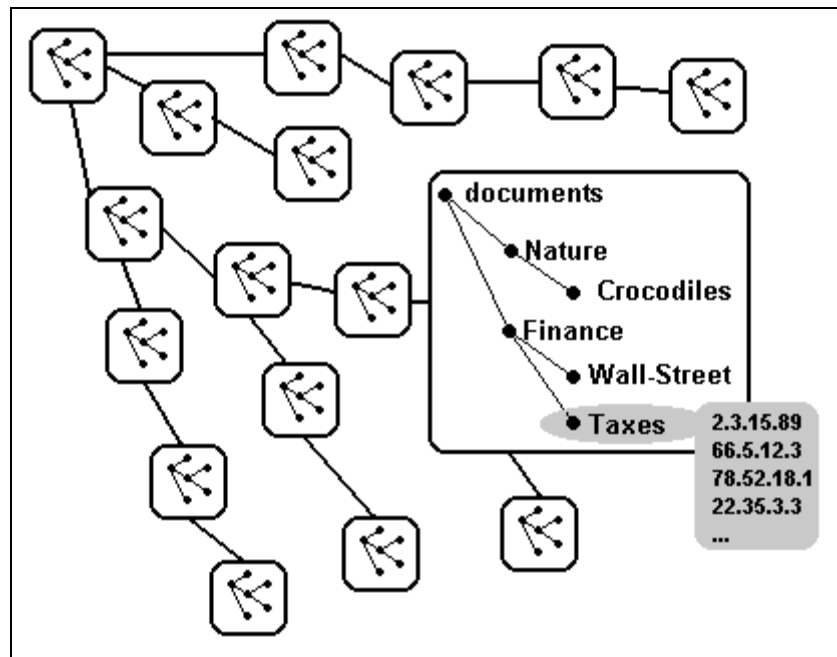 documents
Nature
Crocodiles
Finance
Wall-Street
Taxes
2.3.15.89
66.5.12.3
78.52.18.1
22.35.3.3
...